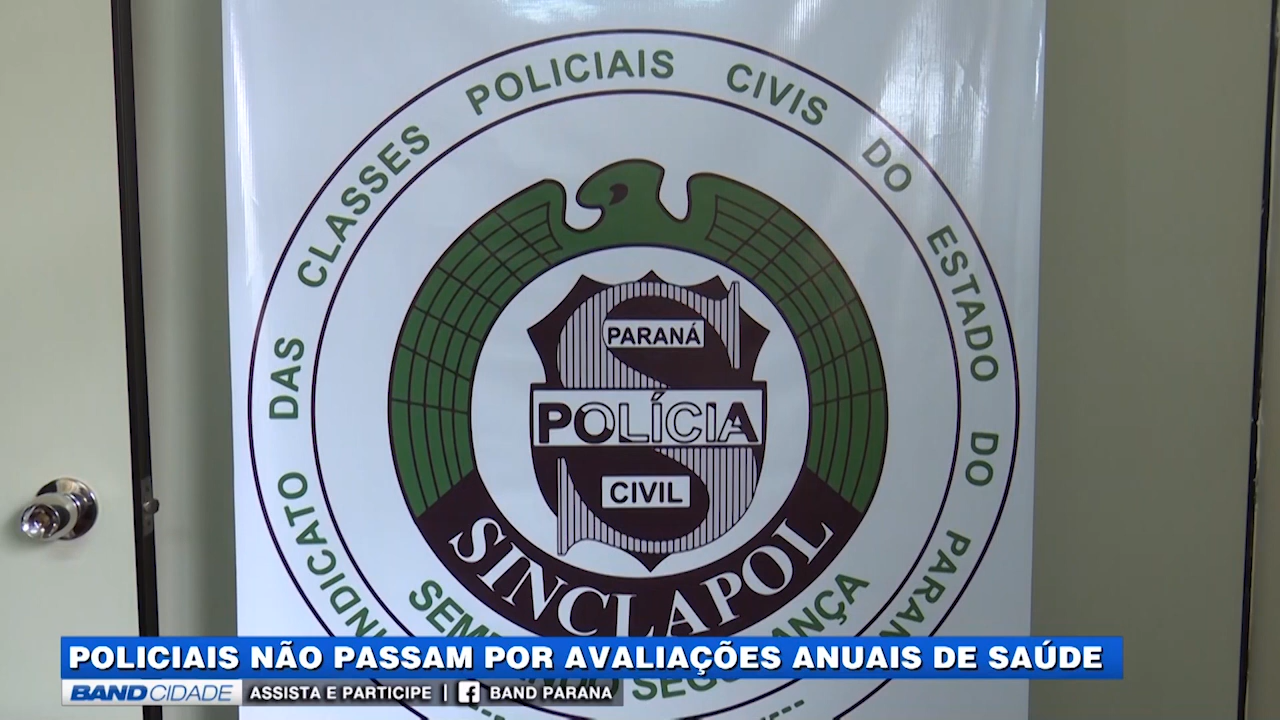 SINDICATO DAS CLASSES POLICIAIS CIVIS DO ESTADO DO PARANÁ
PARANÁ
POLÍCIA
CIVIL
SINCLAPOL
POLICIAIS NÃO PASSAM POR AVALIAÇÕES ANUAIS DE SAÚDE
BAND CIDADE ASSISTA E PARTICIPE | BAND PARANA